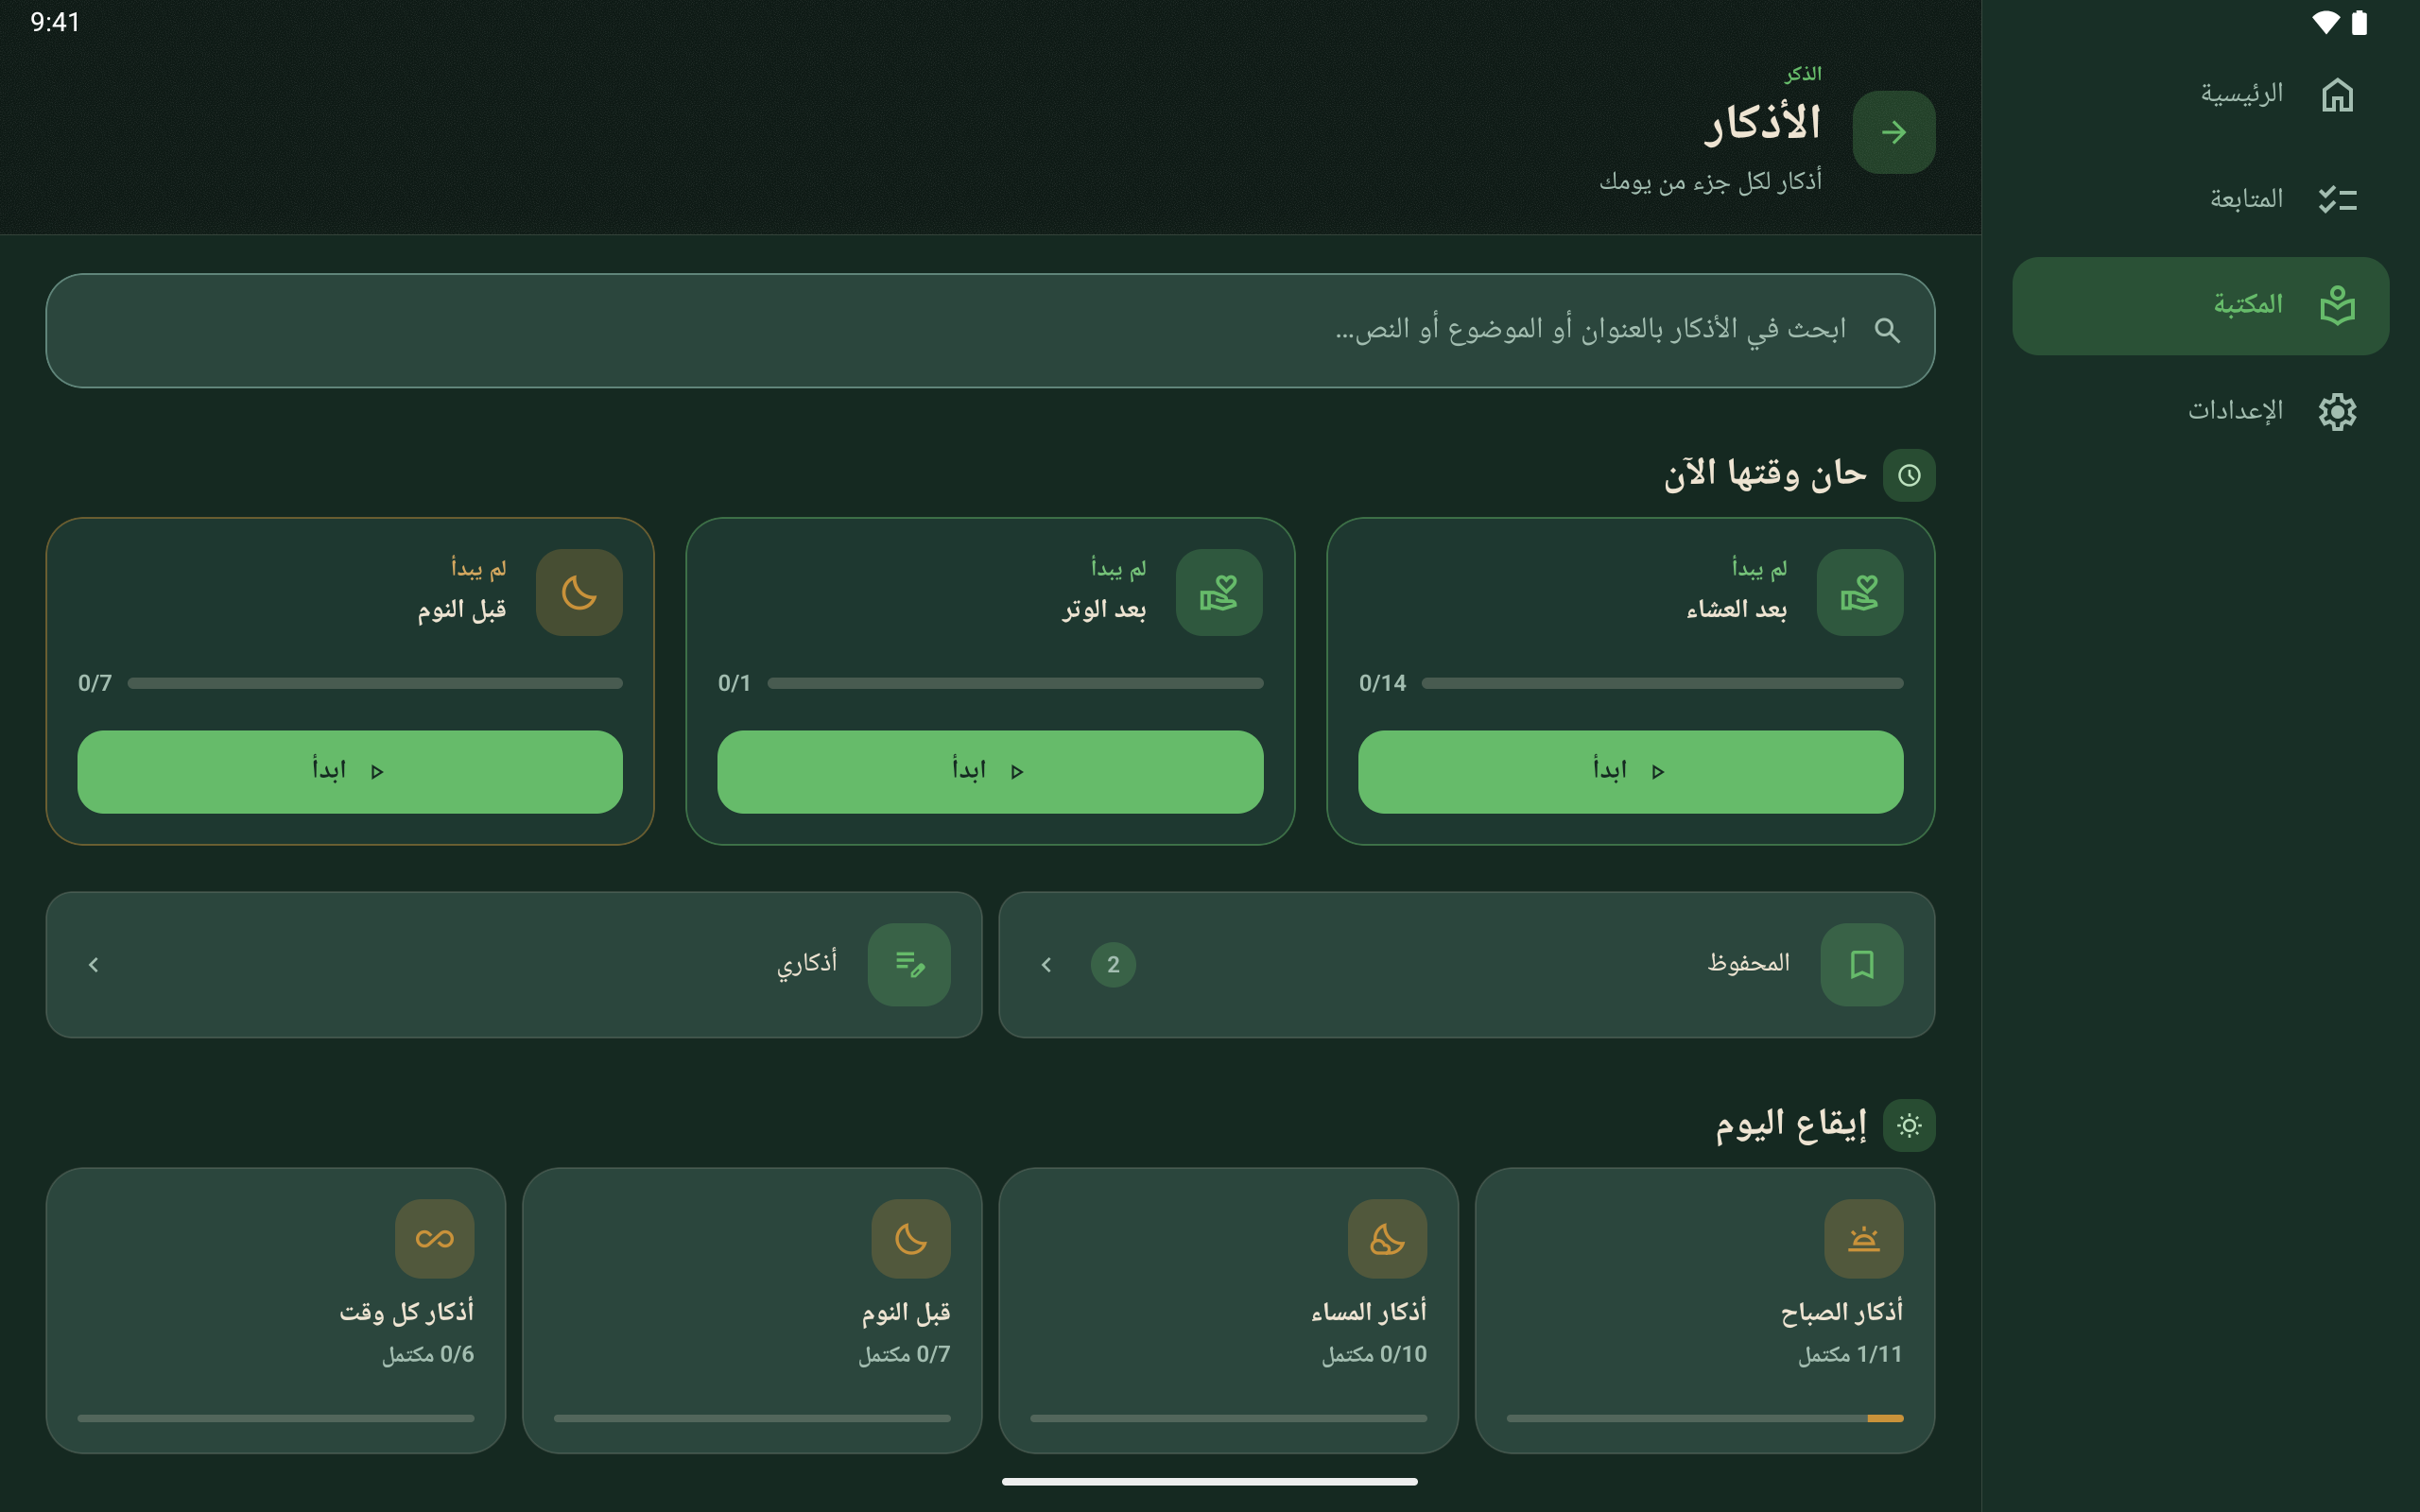 9:41
الرئيسية
المتابعة
المكتبة
الإعدادات
الذكر
الأذكار
أذكار لكل جزء من يومك
ابحث في الأذكار بالعنوان أو الموضوع أو النص...
حان وقتها الآن
لم يبدأ
بعد العشاء
0/14
ابدأ
لم يبدأ
بعد الوتر
0/1
ابدأ
لم يبدأ
قبل النوم
0/7
ابدأ
المحفوظ
2
أذكاري
إيقاع اليوم
أذكار الصباح
1/11 مكتمل
أذكار المساء
0/10 مكتمل
قبل النوم
0/7 مكتمل
أذكار كل وقت
0/6 مكتمل